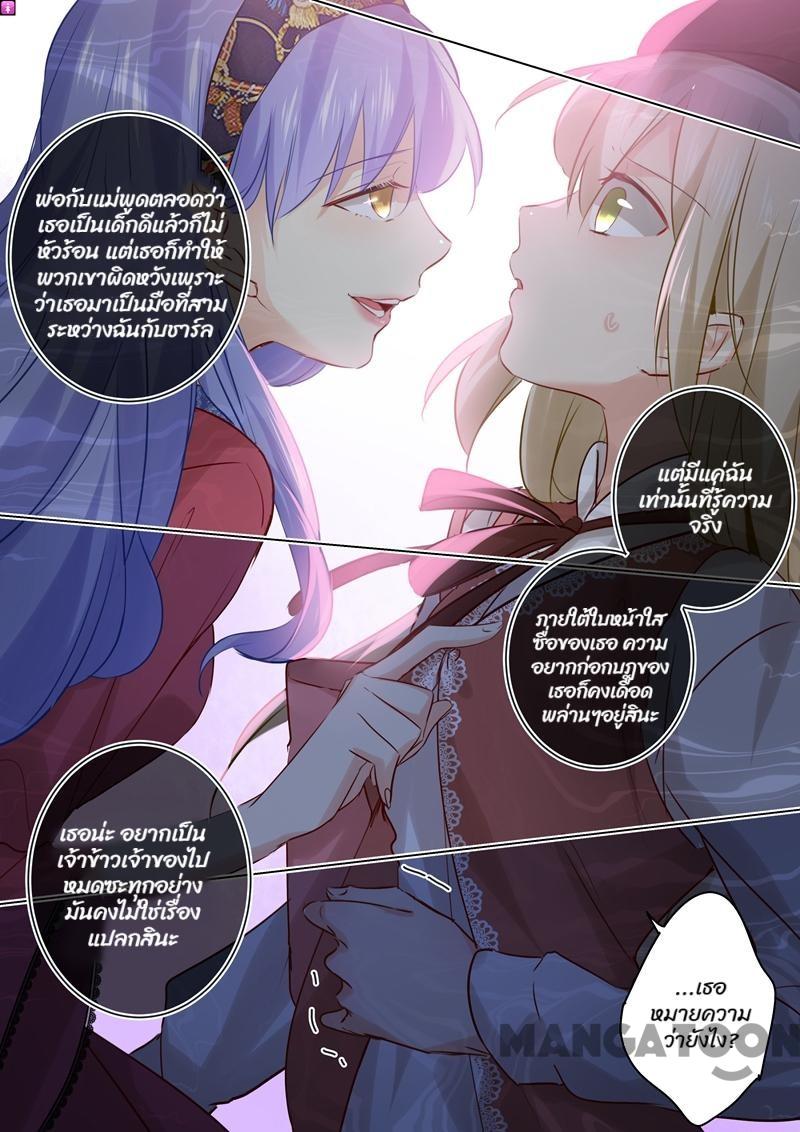 พ่อกับแม่พูดตลอดว่า
เธอเป็นเด็กดีแล้วก็ไม่
หัวร้อน แต่เธอก็ทำให้
พวกเขาผิดหวังเพราะ
ว่าเธอมาเป็นมือที่สาม
ระหว่างฉันกับชาร์ล
แต่มีแค่ฉัน
เท่านั้นที่รู้ความ
จริง
ภายใต้ใบหน้าใส
ซื่อของเธอ ความ
อยากก่อกบฏของ
เธอก็คงเดือด
พล่านๆอยู่สินะ
เธอน่ะ อยากเป็น
เจ้าข้าวเจ้าของไป
หมดซะทุกอย่าง
มันคงไม่ใช่เรื่อง
แปลกสินะ
...เธอ
หมายความ
ว่ายังไง?
MANGATOON